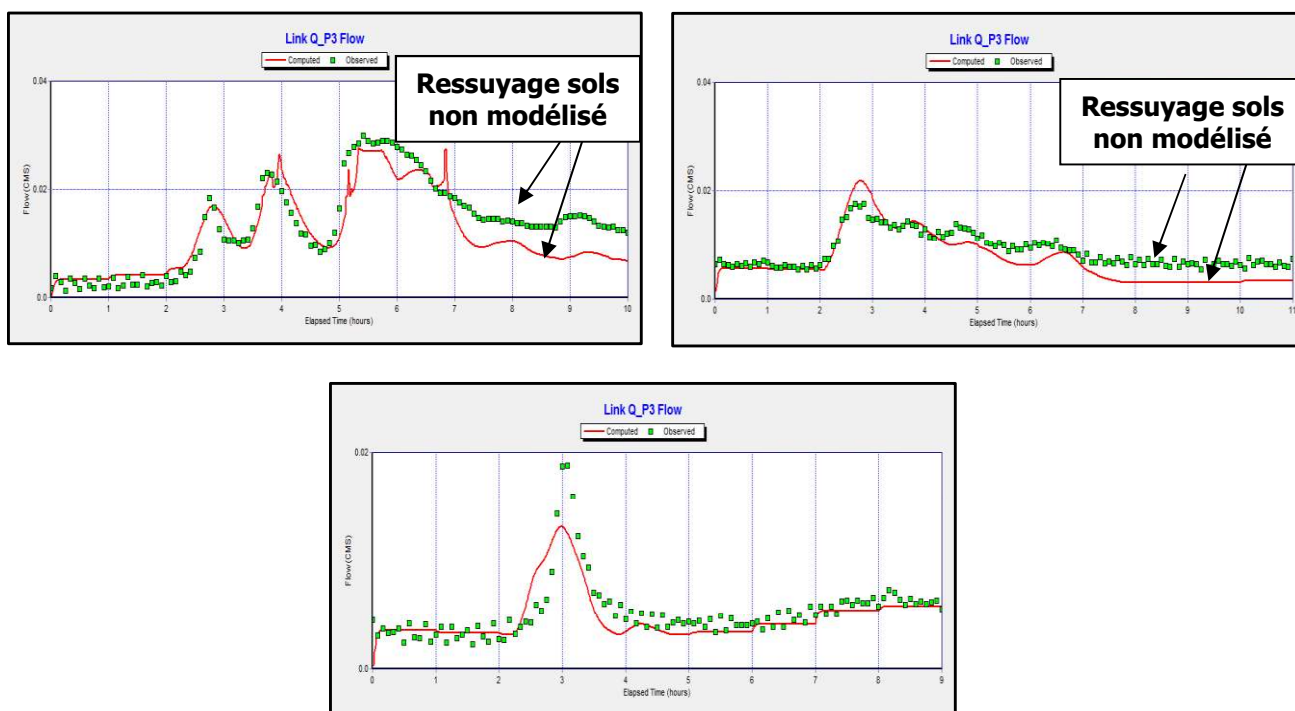 Link Q_P3 Flow
Computed Observed
Ressuyage sols
non modélisé
Flow (CMS)
0.04
0.02
0.0
0 1 2 3 4 5 6 7 8 9 10
Elapsed Time (hours)
Link Q_P3 Flow
Computed Observed
Ressuyage sols
non modélisé
Flow (CMS)
0.04
0.02
0.0
0 1 2 3 4 5 6 7 8 9 10 11
Elapsed Time (hours)
Link Q_P3 Flow
Computed Observed
Flow (CMS)
0.02
0.0
0 1 2 3 4 5 6 7 8 9
Elapsed Time (hours)